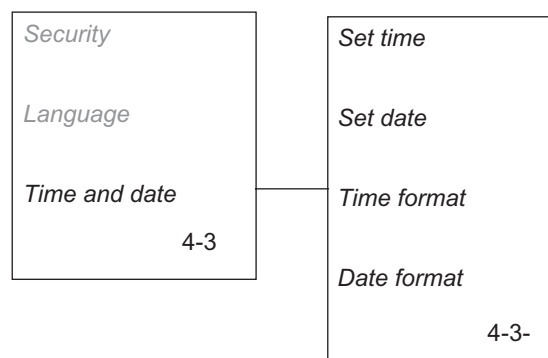 Security
Language
Time and date
4-3
Set time
Set date
Time format
Date format
4-3-